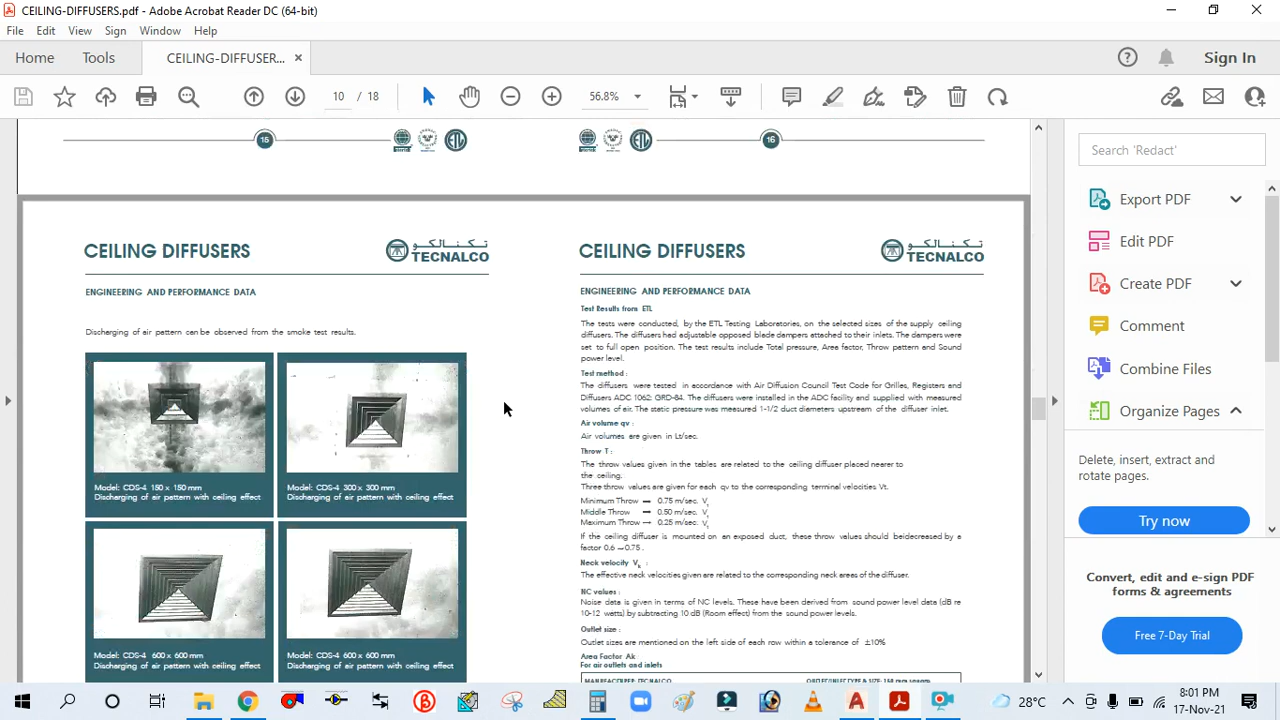 CEILING-DIFFUSERS.pdf - Adobe Acrobat Reader DC (64-bit)
File Edit View Sign Window Help
Home Tools CEILING-DIFFUSER... Sign In
10 / 18 56.8%
15 16
Search 'Redact'
Export PDF
Edit PDF
Create PDF
Comment
Combine Files
Organize Pages
Delete, insert, extract and
rotate pages.
Try now
Convert, edit and e-sign PDF
forms & agreements
Free 7-Day Trial
CEILING DIFFUSERS
تكنالكو
TECNALCO
ENGINEERING AND PERFORMANCE DATA
Discharging of air pattern can be observed from the smoke test results.
Model: CDS-4 150 x 150 mm
Discharging of air pattern with ceiling effect
Model: CDS-4 300 x 300 mm
Discharging of air pattern with ceiling effect
Model: CDS-4 600 x 600 mm
Discharging of air pattern with ceiling effect
Model: CDS-4 600 x 600 mm
Discharging of air pattern with ceiling effect
CEILING DIFFUSERS
تكنالكو
TECNALCO
ENGINEERING AND PERFORMANCE DATA
Test Results from ETL
The tests were conducted, by the ETL Testing Laboratories, on the selected sizes of the supply ceiling
diffusers. The diffusers had adjustable opposed blade dampers attached to their inlets. The dampers were
set to full open position. The test results include Total pressure, Area factor, Throw pattern and Sound
power level.
Test method :
The diffusers were tested in accordance with Air Diffusion Council Test Code for Grilles, Registers and
Diffusers ADC 1062: GRD-84. The diffusers were installed in the ADC facility and supplied with measured
volumes of air. The static pressure was measured 1-1/2 duct diameters upstream of the diffuser inlet.
Air volume qv :
Air volumes are given in Lt/sec.
Throw T :
The throw values given in the tables are related to the ceiling diffuser placed nearer to
the ceiling.
Three throw values are given for each qv to the corresponding terminal velocities Vt.
Minimum Throw → 0.75 m/sec. Vt
Middle Throw → 0.50 m/sec. Vt
Maximum Throw → 0.25 m/sec. Vt
If the ceiling diffuser is mounted on an exposed duct, these throw values should beidecreased by a
factor 0.6 –0.75 .
Neck velocity Vk :
The effective neck velocities given are related to the corresponding neck areas of the diffuser.
NC values :
Noise data is given in terms of NC levels. These have been derived from sound power level data (dB re
10-12 watts) by subtracting 10 dB (Room effect) from the sound power levels.
Outlet size :
Outlet sizes are mentioned on the left side of each row within a tolerance of ±10%
Area Factor Ak
For air outlets and inlets
MANUFACTURER: TECNALCO OUTLET/INLET TYPE & SIZE: 150 mm square
28°C
8:01 PM
17-Nov-21